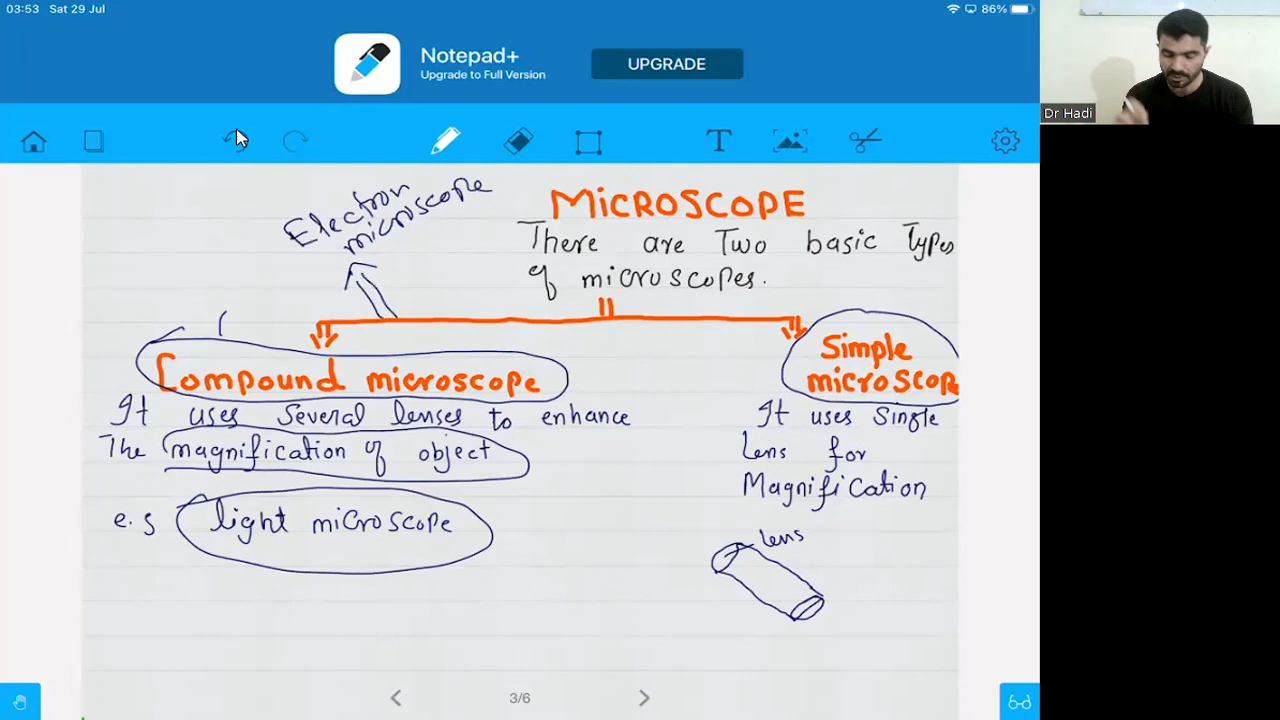 03:53 Sat 29 Jul
86%
Notepad+
Upgrade to Full Version
UPGRADE
T
Dr Hadi
Electron
microscope
MiCROSCOPE
There are Two basic Types
of microscopes.
Compound microscope
It uses several lenses to enhance
The magnification of object
e.g light microscope
Simple
microscop
It uses Single
Lens for
Magnification
lens
3/6